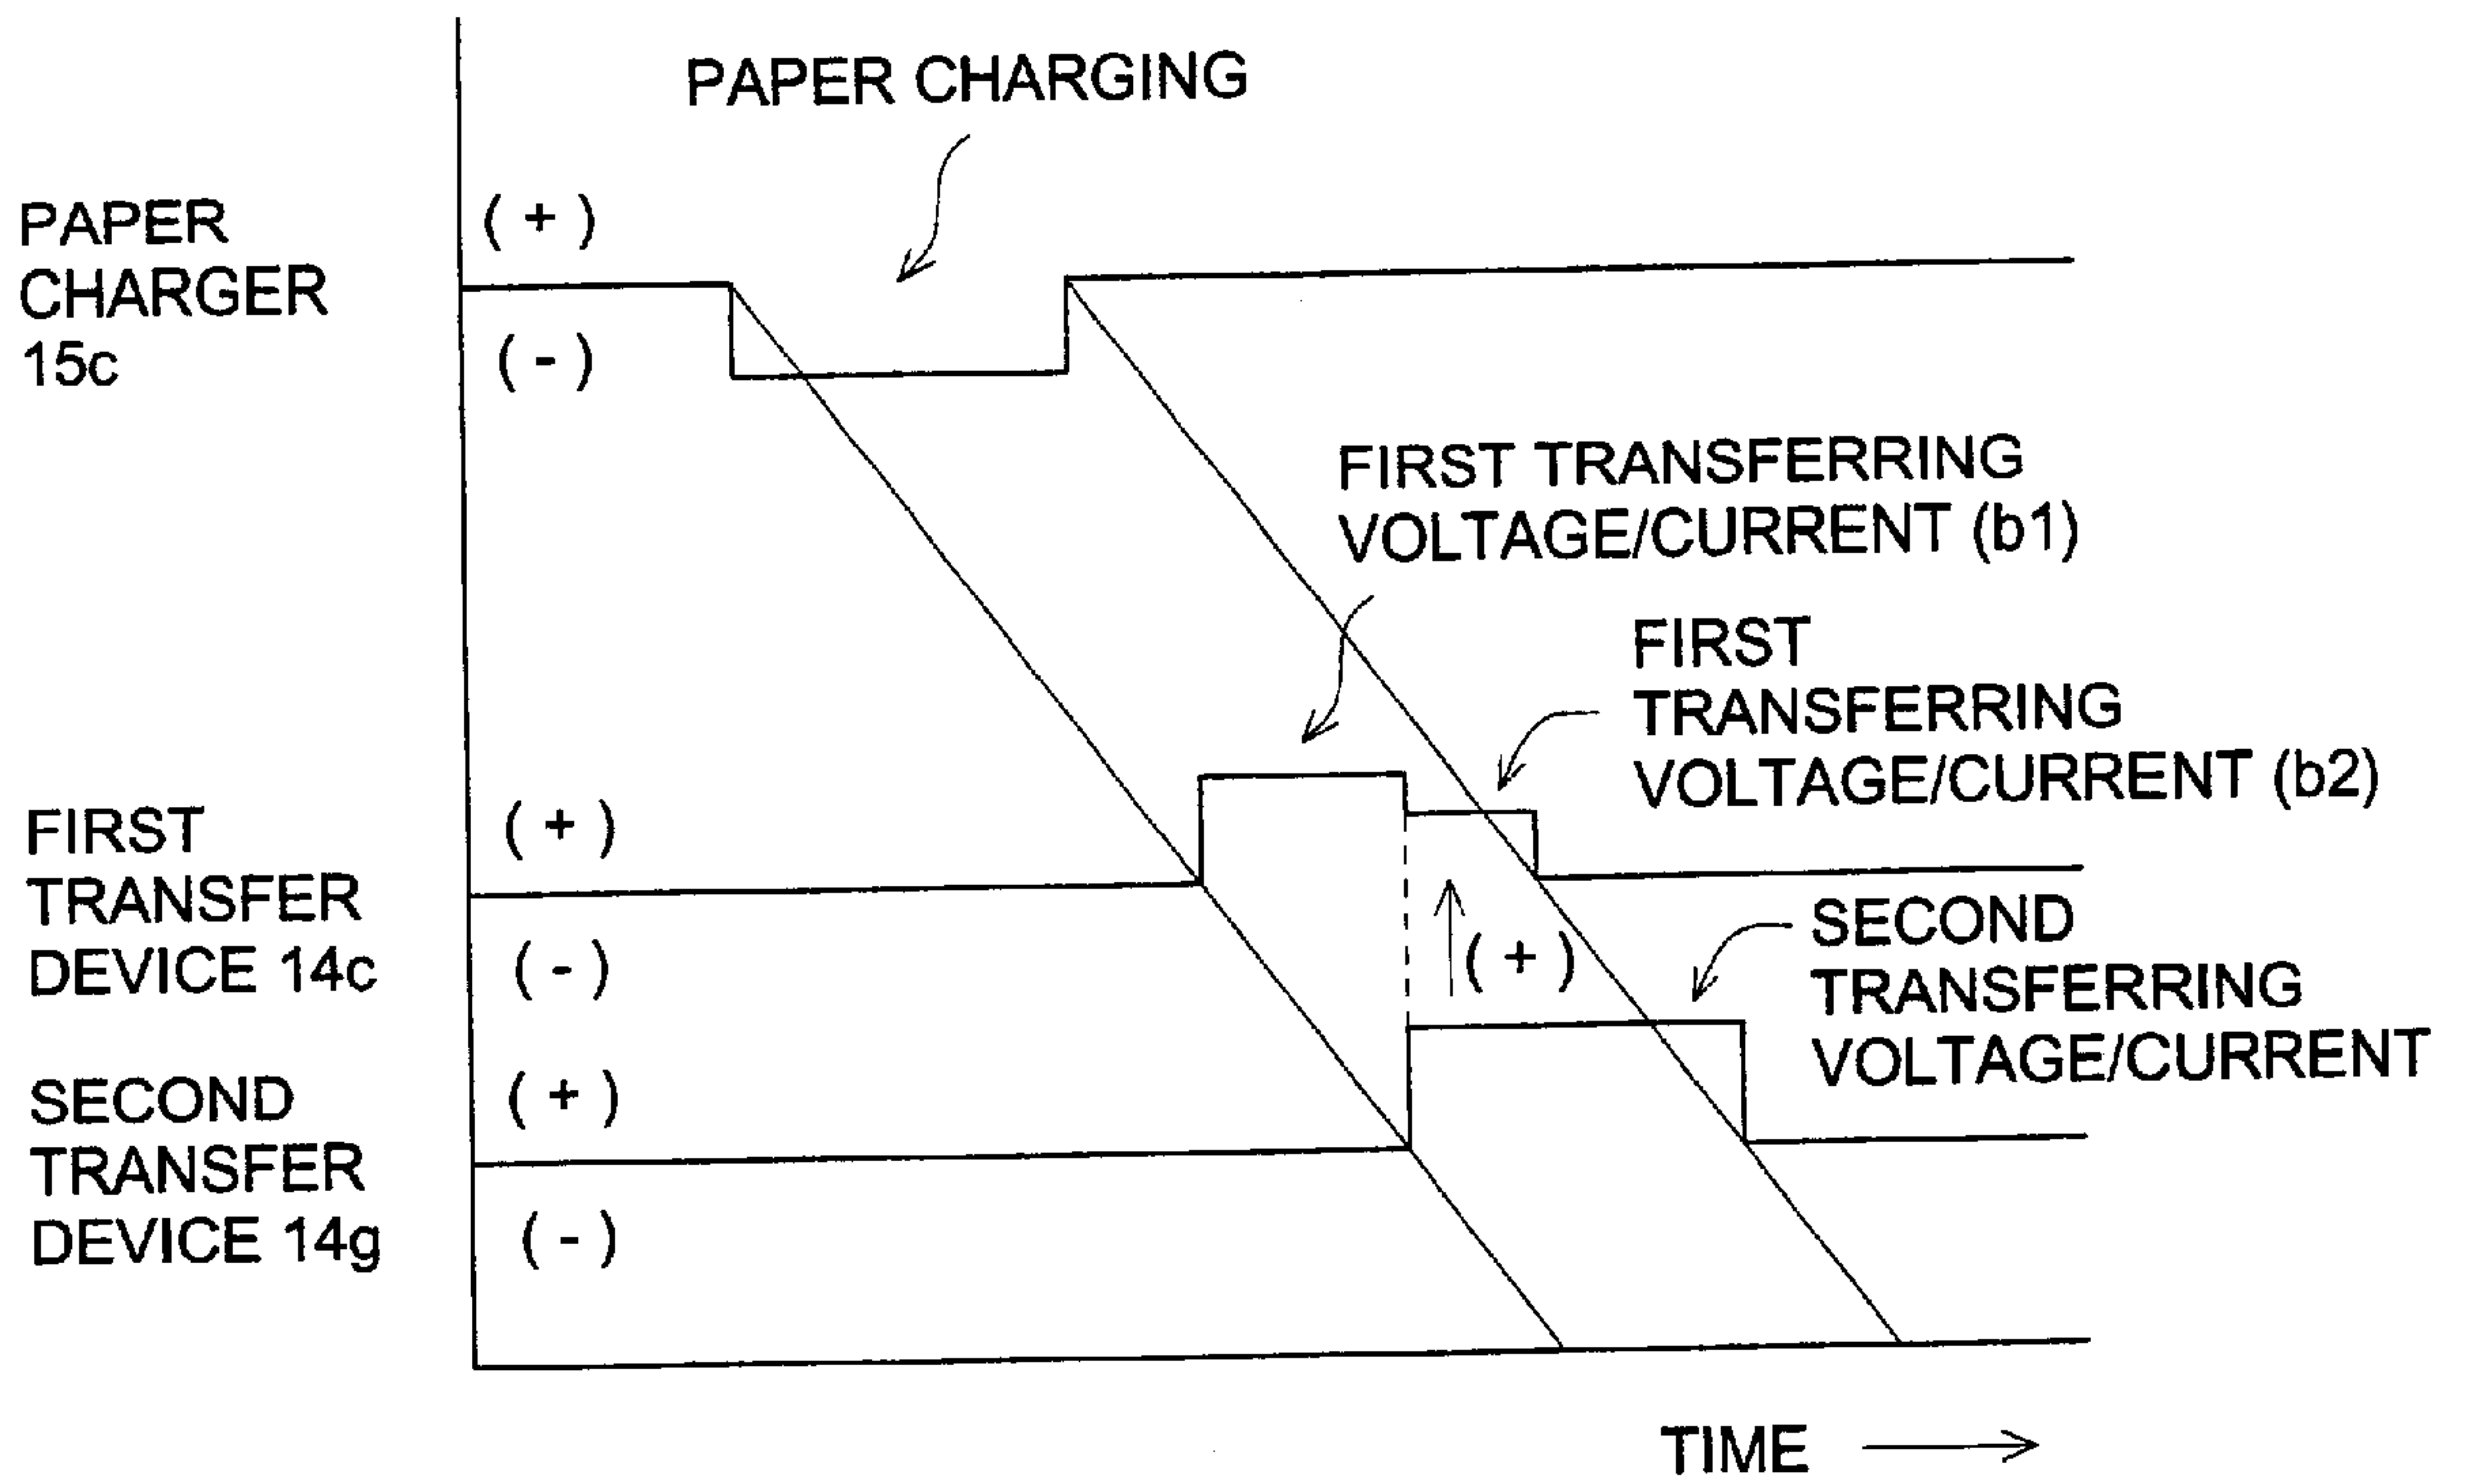 PAPER CHARGING
PAPER
CHARGER
15c
( + )
( - )
FIRST TRANSFERRING
VOLTAGE/CURRENT (b1)
FIRST
TRANSFERRING
VOLTAGE/CURRENT (b2)
FIRST
TRANSFER
DEVICE 14c
( + )
( - )
( + )
SECOND
TRANSFERRING
VOLTAGE/CURRENT
SECOND
TRANSFER
DEVICE 14g
( + )
( - )
TIME